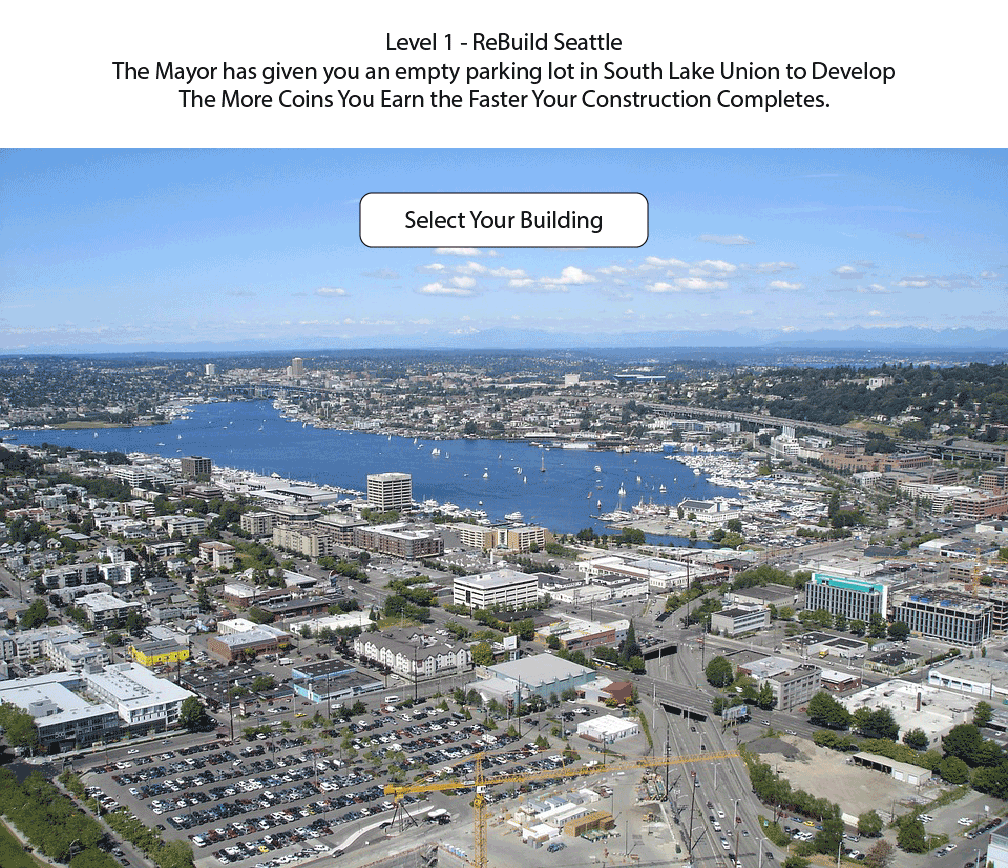 Level 1 - ReBuild Seattle
The Mayor has given you an empty parking lot in South Lake Union to Develop
The More Coins You Earn the Faster Your Construction Completes.
Select Your Building